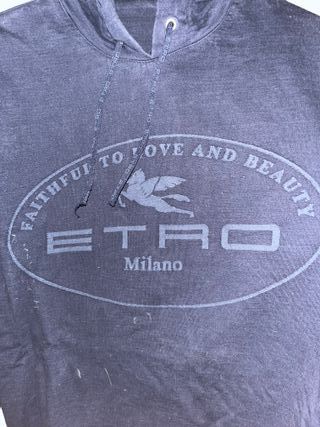 FAITHFUL TO LOVE AND BEAUTY
ETRO
Milano